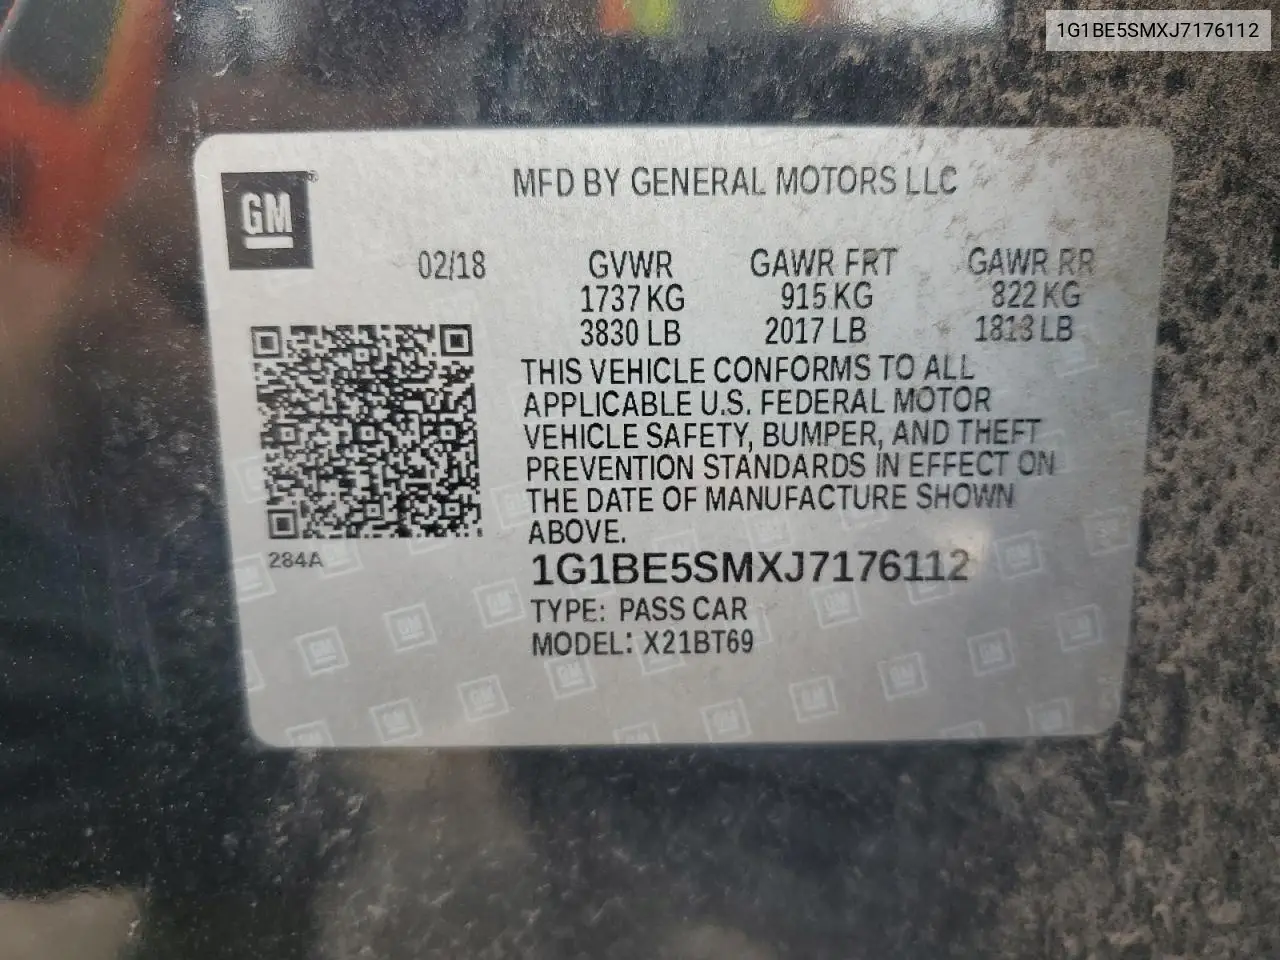 1G1BE5SMXJ7176112
GM®
MFD BY GENERAL MOTORS LLC
02/18 GVWR GAWR FRT GAWR RR
1737 KG 915 KG 822 KG
3830 LB 2017 LB 1813 LB
THIS VEHICLE CONFORMS TO ALL
APPLICABLE U.S. FEDERAL MOTOR
VEHICLE SAFETY, BUMPER, AND THEFT
PREVENTION STANDARDS IN EFFECT ON
THE DATE OF MANUFACTURE SHOWN
ABOVE.
284A
1G1BE5SMXJ7176112
TYPE: PASS CAR
MODEL: X21BT69